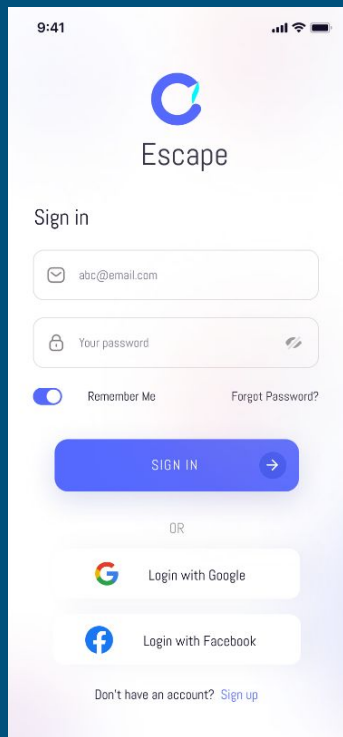 9:41
Escape
Sign in
abc@email.com
Your password
Remember Me Forgot Password?
SIGN IN
OR
Login with Google
Login with Facebook
Don't have an account? Sign up